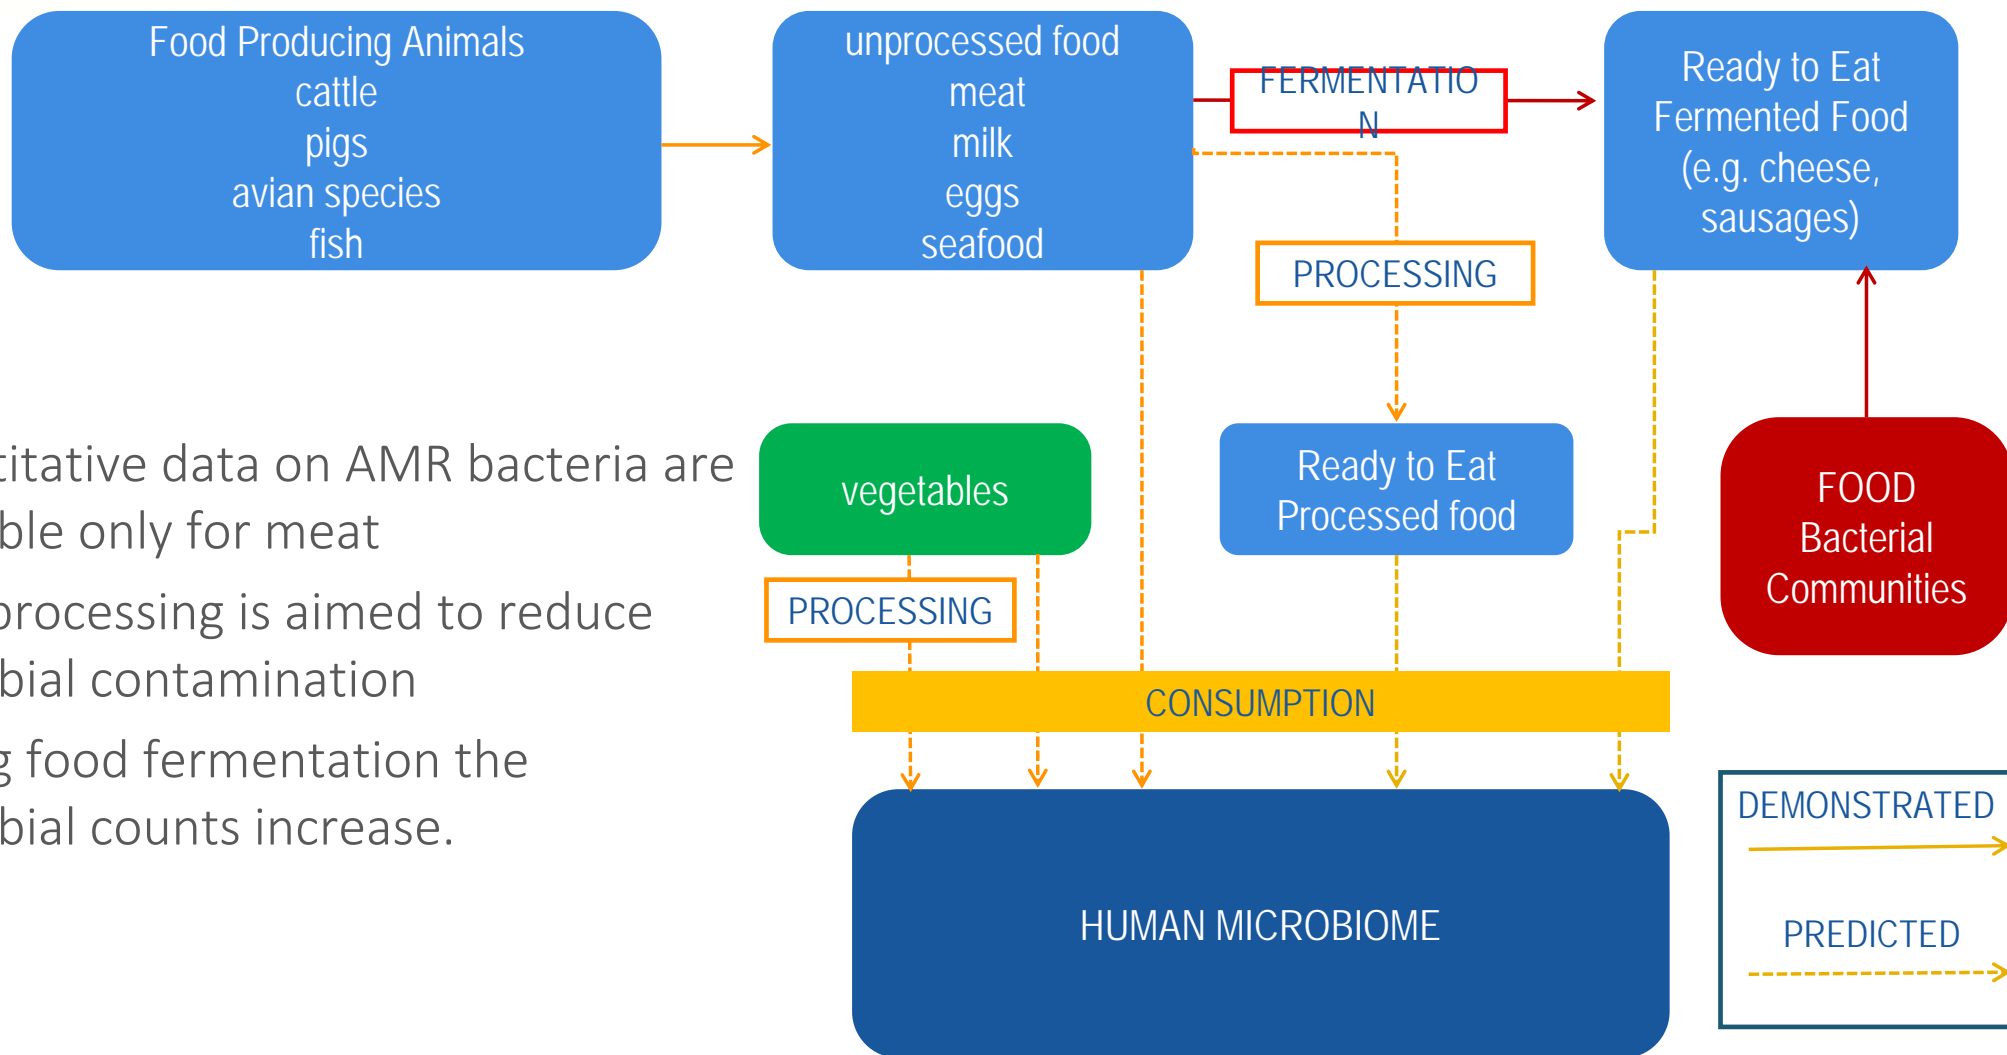 Food Producing Animals
cattle
pigs
avian species
fish
unprocessed food
meat
milk
eggs
seafood
FERMENTATIO
N
Ready to Eat
Fermented Food
(e.g. cheese,
sausages)
PROCESSING
titative data on AMR bacteria are
ble only for meat
processing is aimed to reduce
bial contamination
g food fermentation the
bial counts increase.
vegetables
Ready to Eat
Processed food
FOOD
Bacterial
Communities
PROCESSING
CONSUMPTION
HUMAN MICROBIOME
DEMONSTRATED
PREDICTED